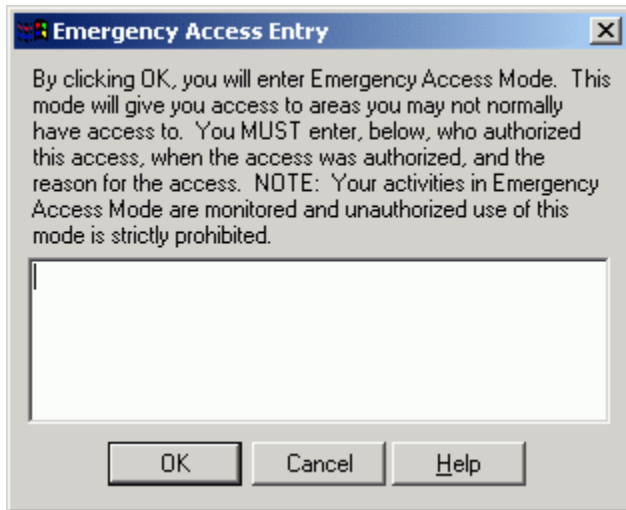 Emergency Access Entry
By clicking OK, you will enter Emergency Access Mode.  This
mode will give you access to areas you may not normally
have access to.  You MUST enter, below, who authorized
this access, when the access was authorized, and the
reason for the access.  NOTE:  Your activities in Emergency
Access Mode are monitored and unauthorized use of this
mode is strictly prohibited.
OK Cancel Help